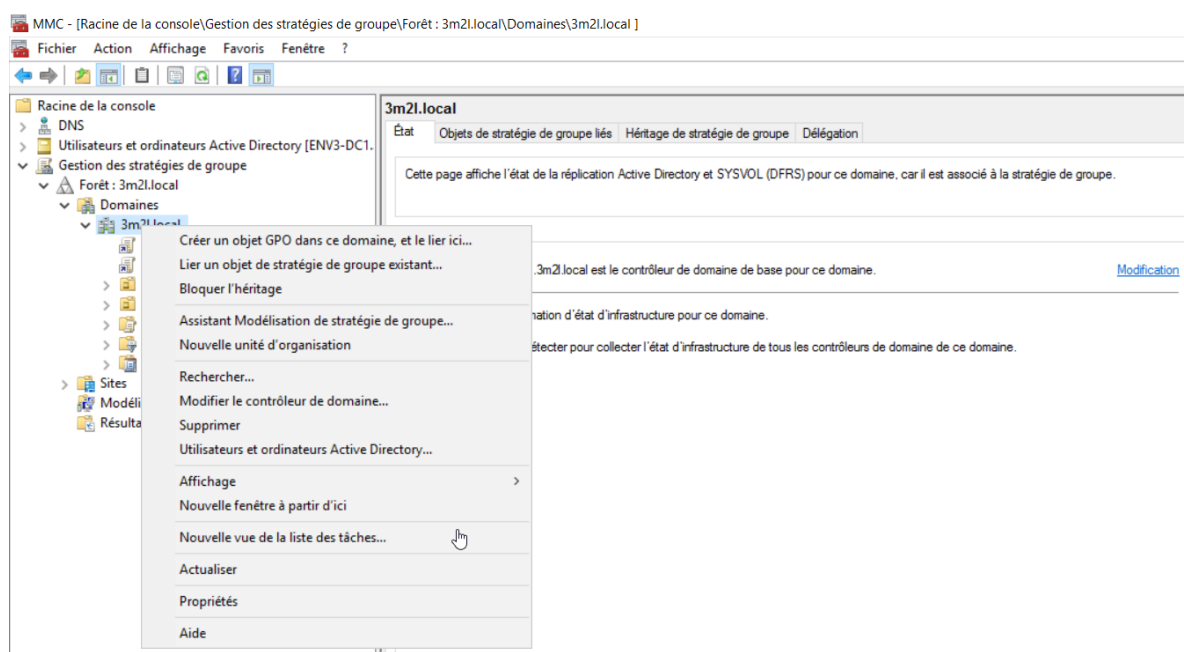 MMC - [Racine de la console\Gestion des stratégies de groupe\Forêt : 3m2l.local\Domaines\3m2l.local ]
Fichier Action Affichage Favoris Fenêtre ?
Racine de la console
DNS
Utilisateurs et ordinateurs Active Directory [ENV3-DC1.
Gestion des stratégies de groupe
Forêt : 3m2l.local
Domaines
3m2l.local
Sites
Modéli
Résulta
Créer un objet GPO dans ce domaine, et le lier ici...
Lier un objet de stratégie de groupe existant...
Bloquer l'héritage
Assistant Modélisation de stratégie de groupe...
Nouvelle unité d'organisation
Rechercher...
Modifier le contrôleur de domaine...
Supprimer
Utilisateurs et ordinateurs Active Directory...
Affichage
Nouvelle fenêtre à partir d'ici
Nouvelle vue de la liste des tâches...
Actualiser
Propriétés
Aide
3m2l.local
État Objets de stratégie de groupe liés Héritage de stratégie de groupe Délégation
Cette page affiche l'état de la réplication Active Directory et SYSVOL (DFRS) pour ce domaine, car il est associé à la stratégie de groupe.
.3m2l.local est le contrôleur de domaine de base pour ce domaine. Modification
nation d'état d'infrastructure pour ce domaine.
étecter pour collecter l'état d'infrastructure de tous les contrôleurs de domaine de ce domaine.